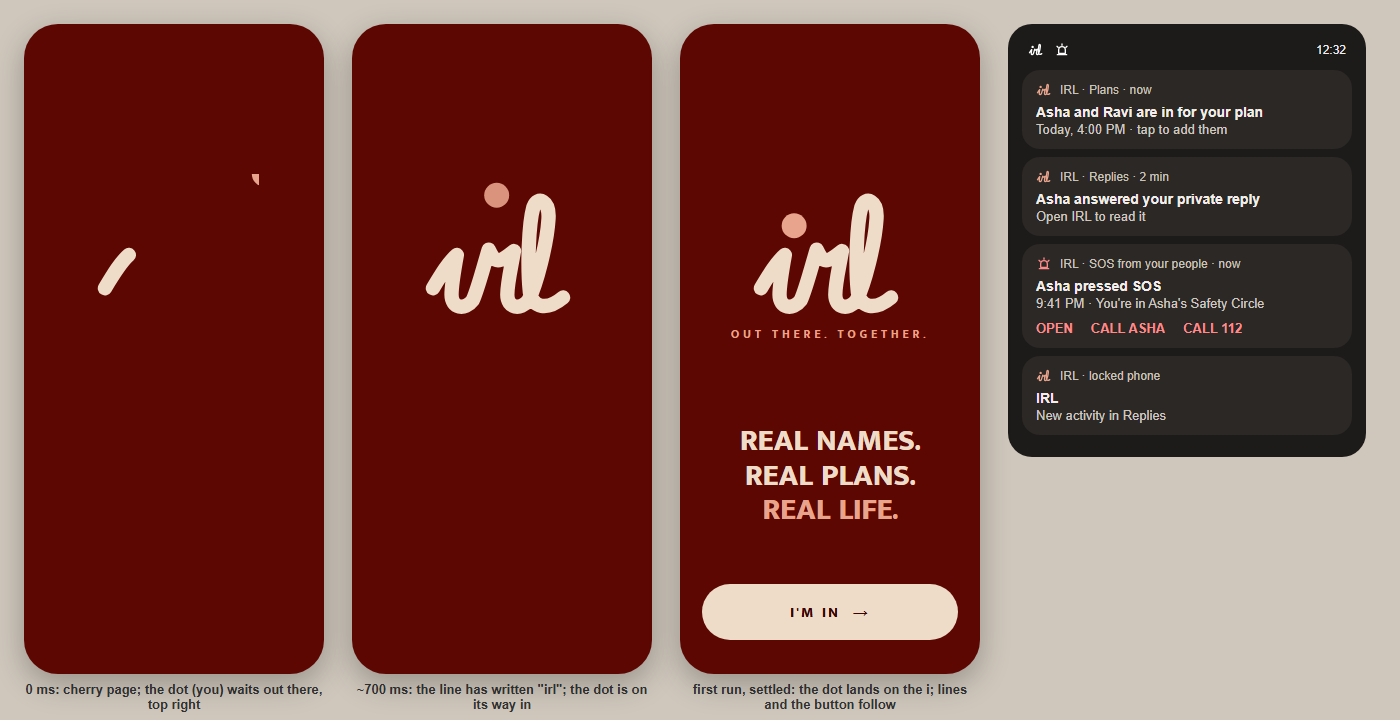 0 ms: cherry page; the dot (you) waits out there,
top right
irl
~700 ms: the line has written "irl"; the dot is on
its way in
irl
OUT THERE. TOGETHER.
REAL NAMES.
REAL PLANS.
REAL LIFE.
I'M IN →
first run, settled: the dot lands on the i; lines
and the button follow
irl 12:32
irl IRL · Plans · now
Asha and Ravi are in for your plan
Today, 4:00 PM · tap to add them
irl IRL · Replies · 2 min
Asha answered your private reply
Open IRL to read it
IRL · SOS from your people · now
Asha pressed SOS
9:41 PM · You're in Asha's Safety Circle
OPEN CALL ASHA CALL 112
irl IRL · locked phone
IRL
New activity in Replies